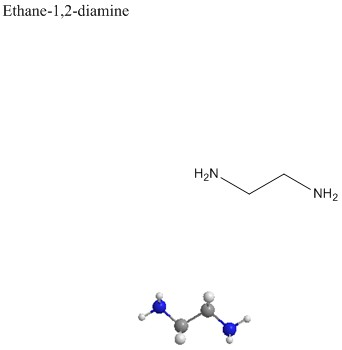 Ethane-1,2-diamine
H₂N
NH₂